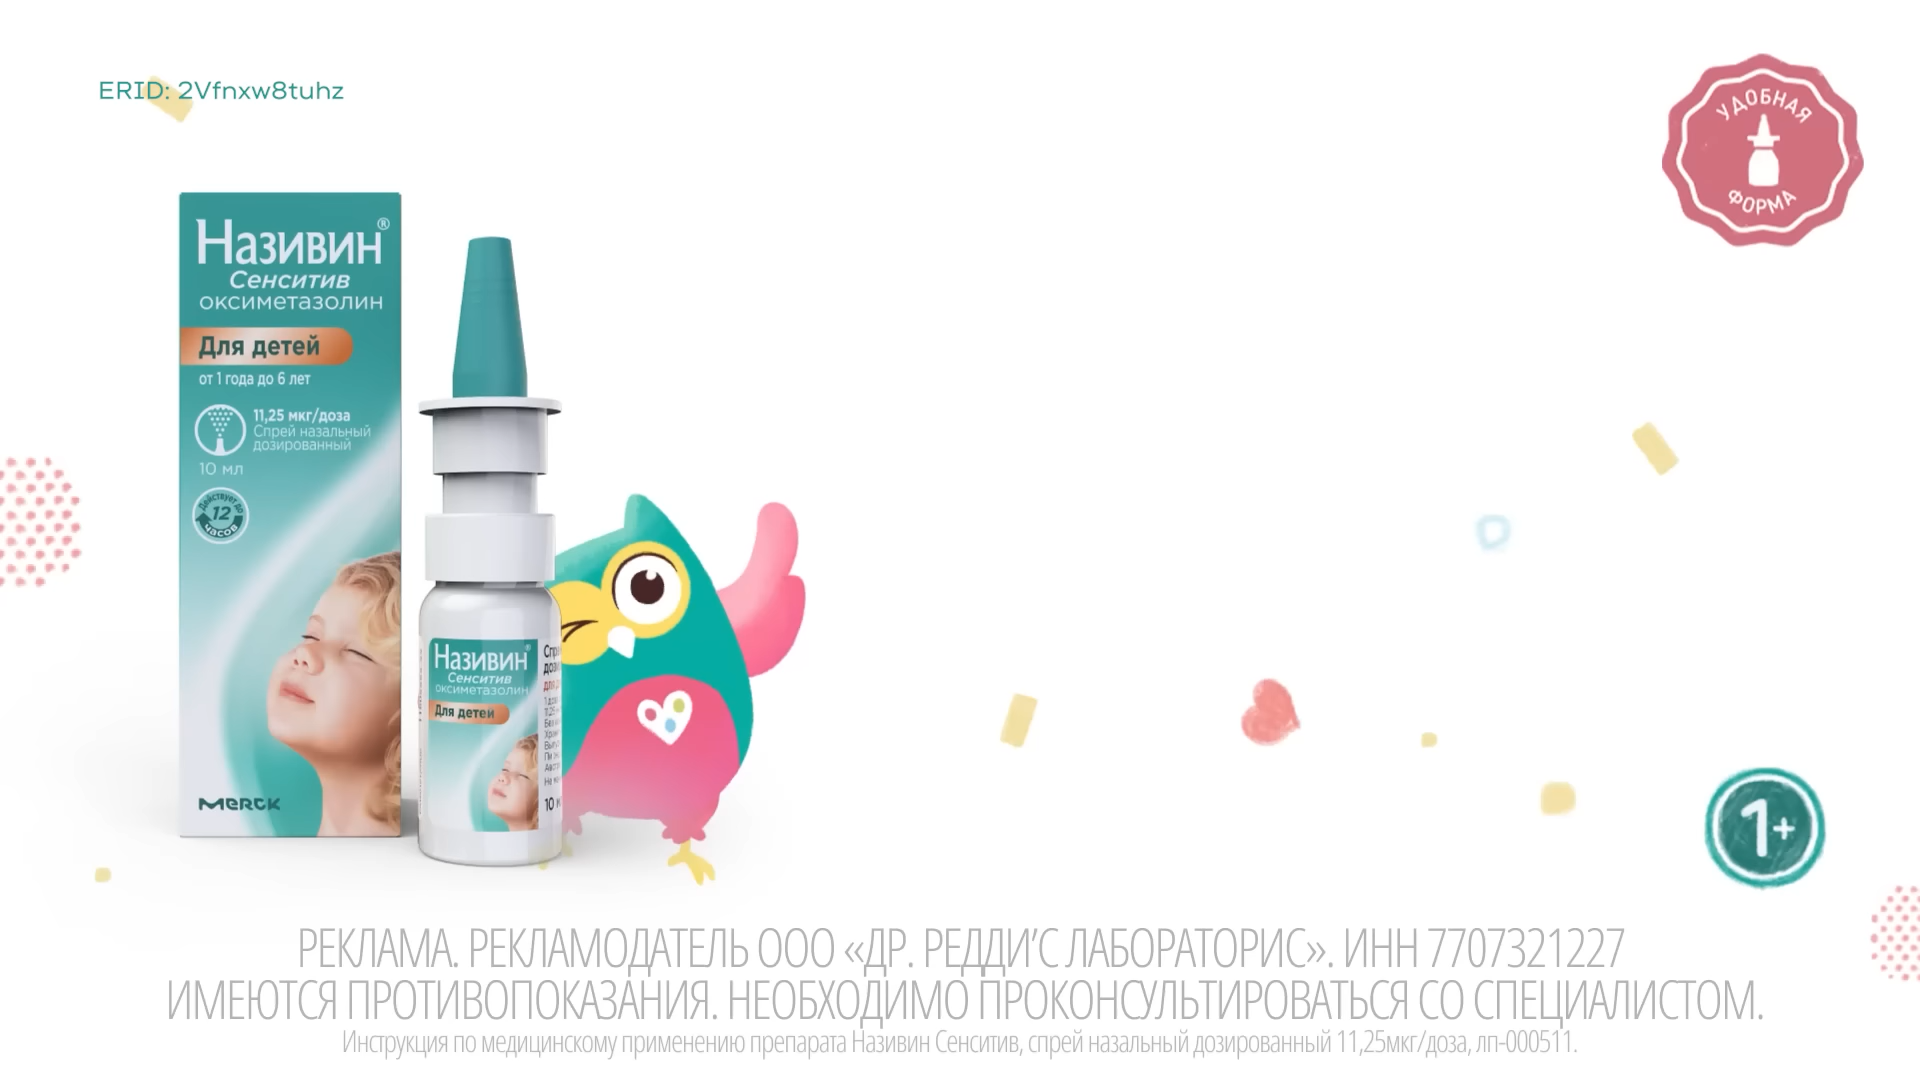 ERID: 2Vfnxw8tuhz
УДОБНАЯ
ФОРМА
Називин®
Сенситив
оксиметазолин
Для детей
от 1 года до 6 лет
11,25 мкг/доза
Спрей назальный
дозированный
10 мл
Действует до
12
часов
MERCK
Називин®
Сенситив
оксиметазолин
Для детей
1+
РЕКЛАМА. РЕКЛАМОДАТЕЛЬ ООО «ДР. РЕДДИ’С ЛАБОРАТОРИС». ИНН 7707321227
ИМЕЮТСЯ ПРОТИВОПОКАЗАНИЯ. НЕОБХОДИМО ПРОКОНСУЛЬТИРОВАТЬСЯ СО СПЕЦИАЛИСТОМ.
Инструкция по медицинскому применению препарата Називин Сенситив, спрей назальный дозированный 11,25мкг/доза, лп-000511.